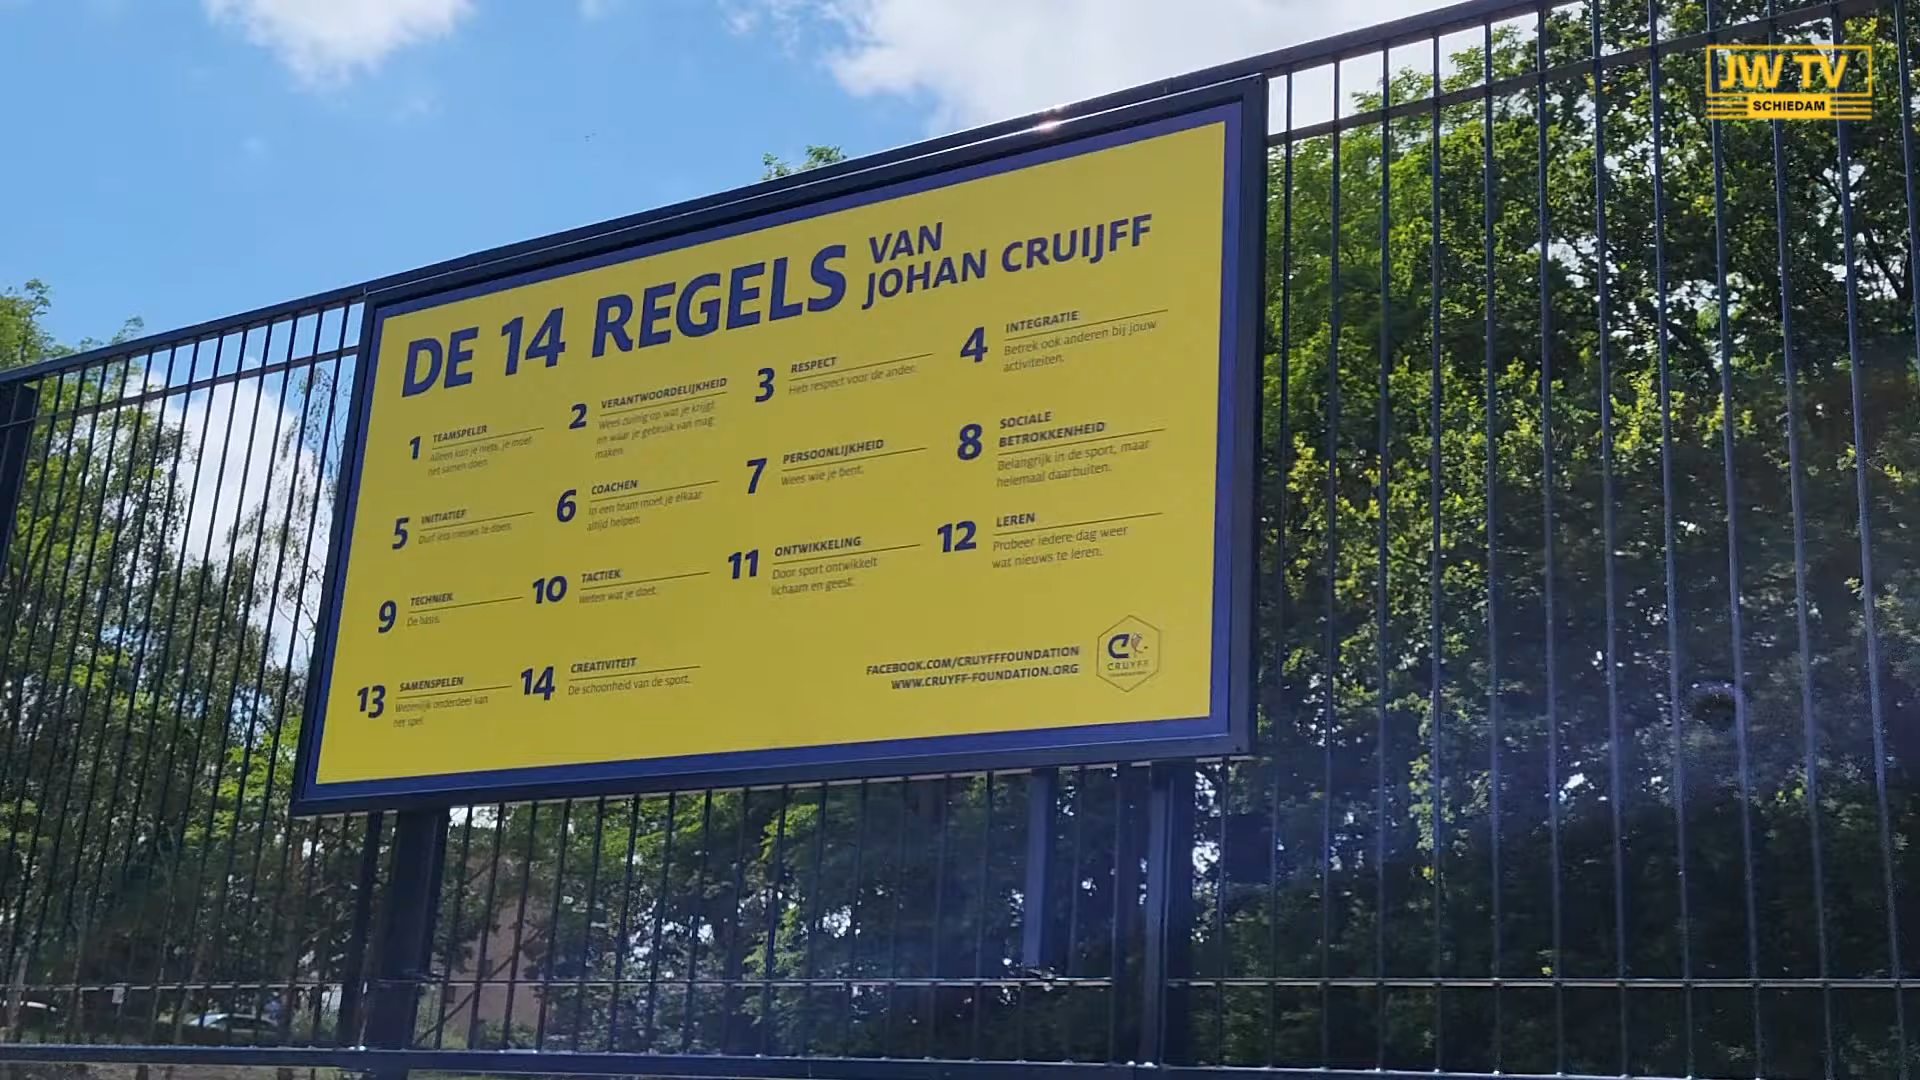 JW TV
SCHIEDAM
DE 14 REGELS VAN
JOHAN CRUIJFF
1 TEAMSPELER
Alleen kun je niets, je moet
het samen doen.
2 VERANTWOORDELIJKHEID
Wees zuinig op wat je krijgt
en waar je gebruik van mag
maken.
3 RESPECT
Heb respect voor de ander.
4 INTEGRATIE
Betrek ook anderen bij jouw
activiteiten.
5 INITIATIEF
Durf iets nieuws te doen.
6 COACHEN
In een team moet je elkaar
altijd helpen.
7 PERSOONLIJKHEID
Wees wie je bent.
8 SOCIALE
BETROKKENHEID
Belangrijk in de sport, maar
helemaal daarbuiten.
9 TECHNIEK
De basis.
10 TACTIEK
Weten wat je doet.
11 ONTWIKKELING
Door sport ontwikkelt
lichaam en geest.
12 LEREN
Probeer iedere dag weer
wat nieuws te leren.
13 SAMENSPELEN
Wezenlijk onderdeel van
het spel.
14 CREATIVITEIT
De schoonheid van de sport.
FACEBOOK.COM/CRUYFFFOUNDATION
WWW.CRUYFF-FOUNDATION.ORG
CRUYFF
FOUNDATION